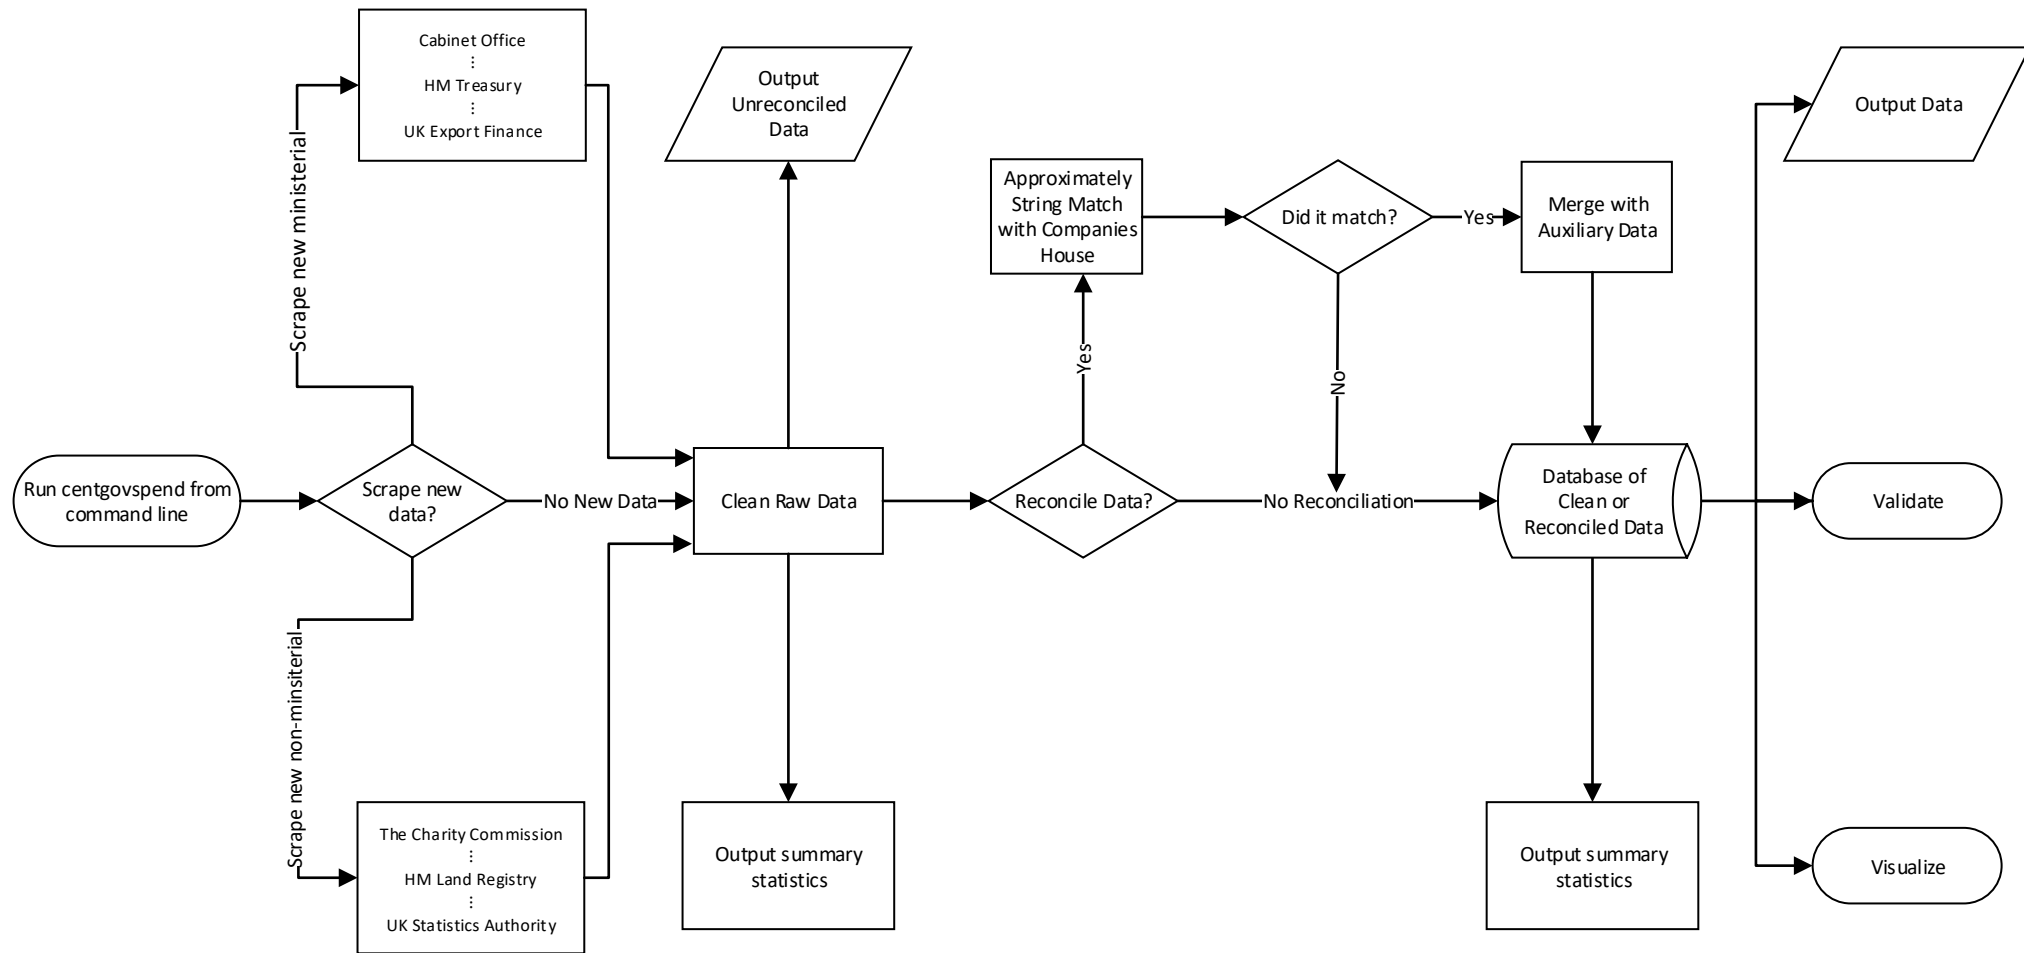 Cabinet Office
⋮
HM Treasury
⋮
UK Export Finance
Output
Unreconciled
Data
Output Data
Scrape new ministerial
Approximately
String Match
with Companies
House
Did it match?
Yes
Merge with
Auxiliary Data
Yes
No
Run centgovspend from
command line
Scrape new
data?
No New Data
Clean Raw Data
Reconcile Data?
No Reconciliation
Database of
Clean or
Reconciled Data
Validate
Scrape new non-minsiterial
The Charity Commission
⋮
HM Land Registry
⋮
UK Statistics Authority
Output summary
statistics
Output summary
statistics
Visualize